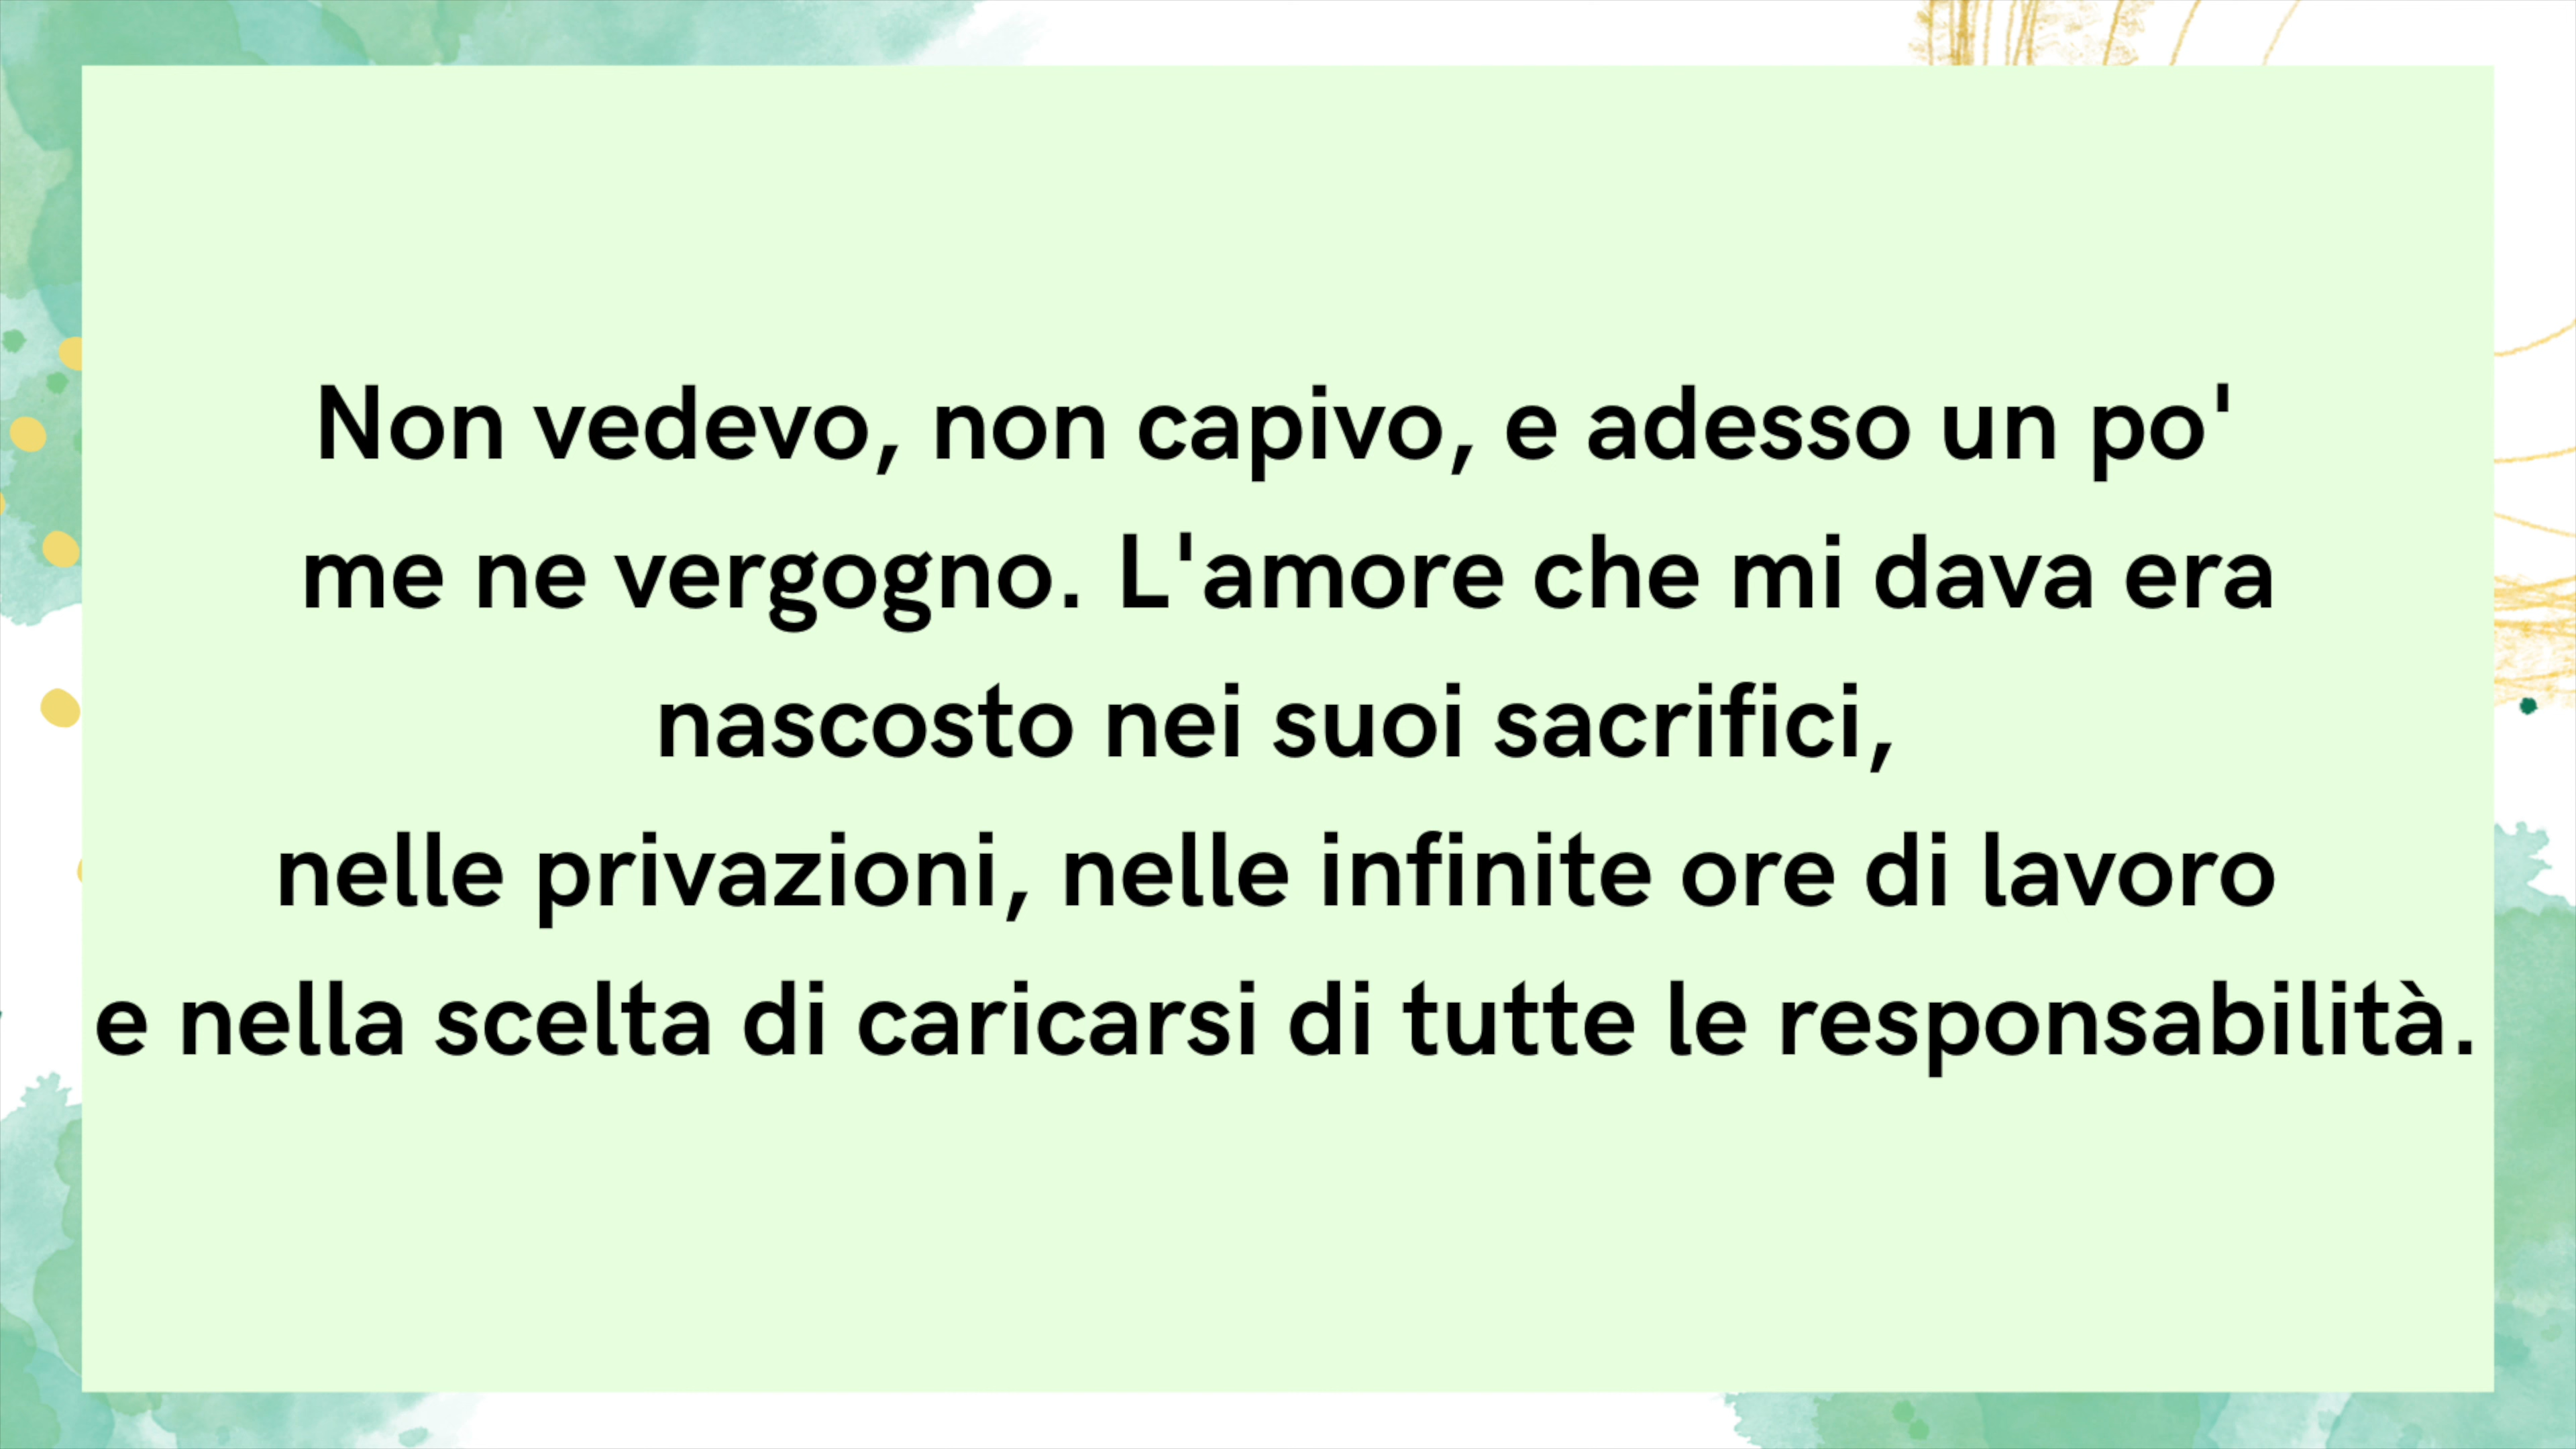 Non vedevo, non capivo, e adesso un po'
me ne vergogno. L'amore che mi dava era
nascosto nei suoi sacrifici,
nelle privazioni, nelle infinite ore di lavoro
e nella scelta di caricarsi di tutte le responsabilità.